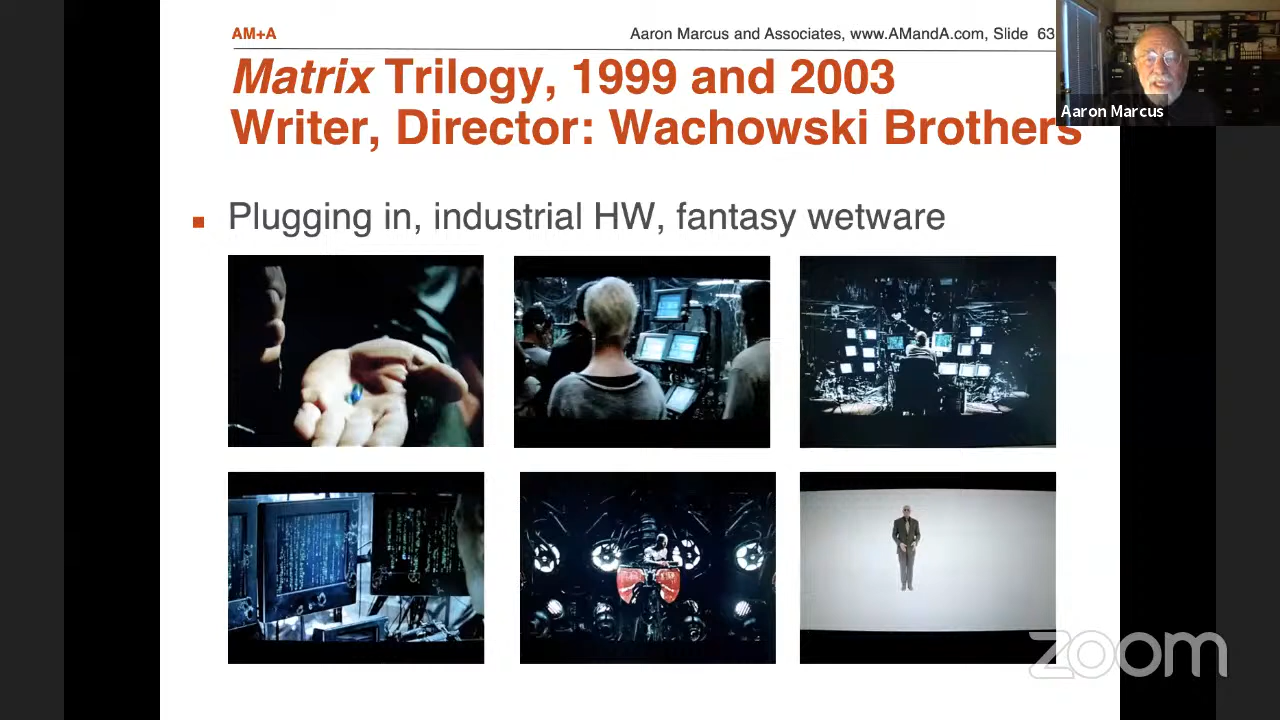 AM+A
Aaron Marcus and Associates, www.AMandA.com, Slide 63
Matrix Trilogy, 1999 and 2003
Writer, Director: Wachowski Brothers
Aaron Marcus
Plugging in, industrial HW, fantasy wetware
zoom